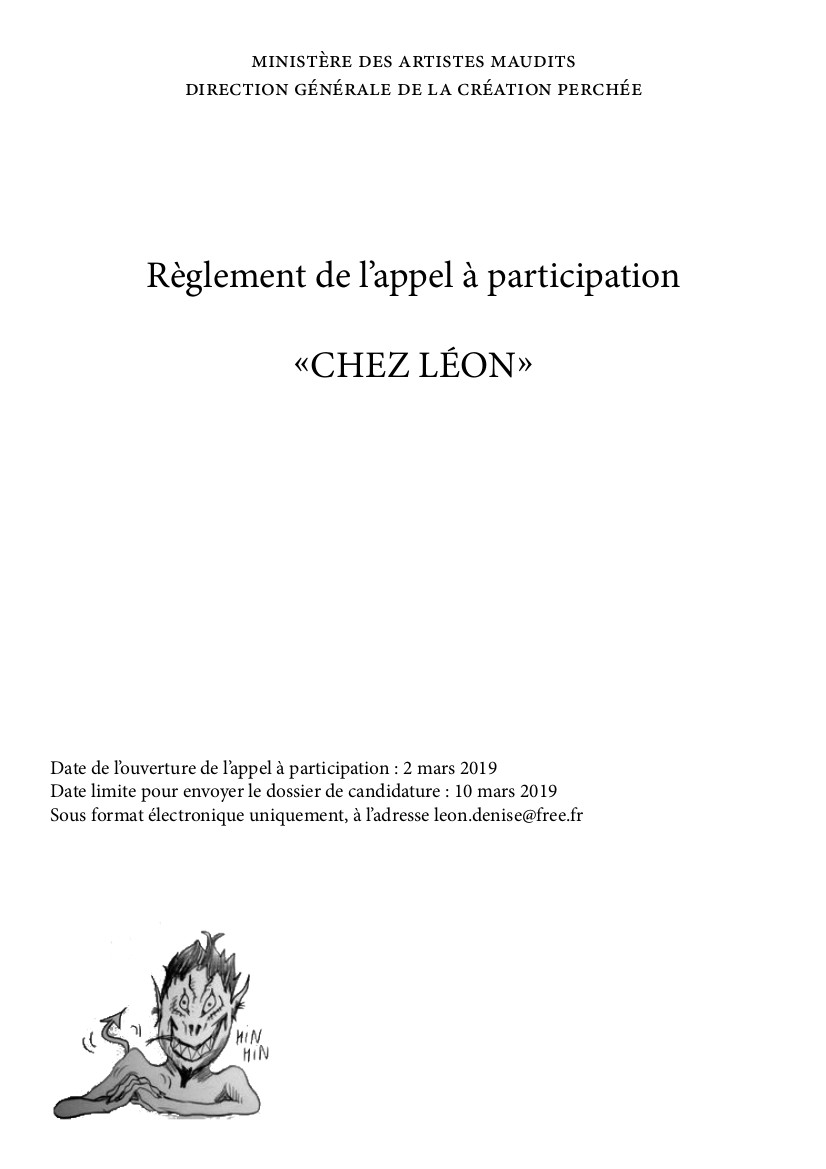 MINISTÈRE DES ARTISTES MAUDITS
DIRECTION GÉNÉRALE DE LA CRÉATION PERCHÉE
Règlement de l’appel à participation
«CHEZ LÉON»
Date de l’ouverture de l’appel à participation : 2 mars 2019
Date limite pour envoyer le dossier de candidature : 10 mars 2019
Sous format électronique uniquement, à l’adresse leon.denise@free.fr
HiN
HiN